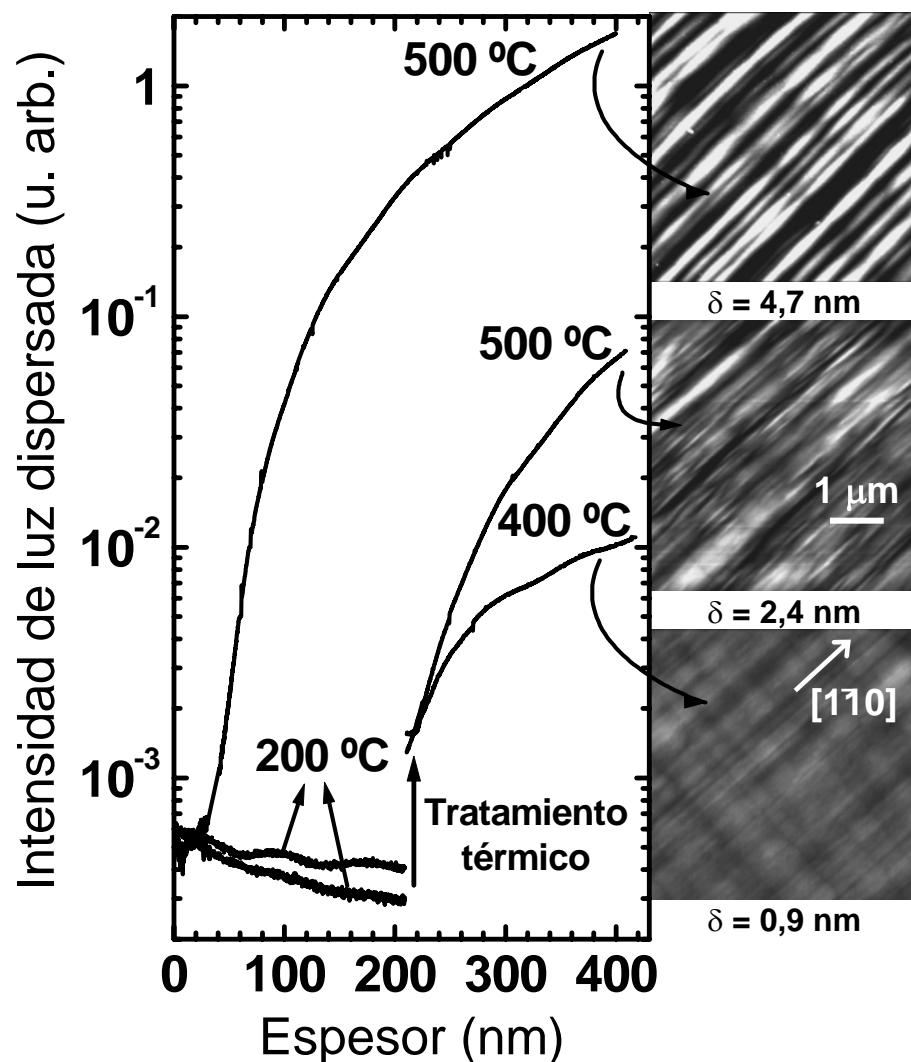 Intensidad de luz dispersada (u. arb.)
1
10⁻¹
10⁻²
10⁻³
500 ºC
500 ºC
400 ºC
200 ºC
Tratamiento
térmico
0
100
200
300
400
Espesor (nm)
δ = 4,7 nm
1 μm
δ = 2,4 nm
[11̄0]
δ = 0,9 nm